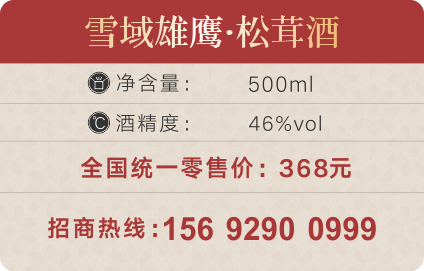 雪域雄鹰·松茸酒
净含量： 500ml
℃ 酒精度： 46%vol
全国统一零售价：368元
招商热线：156 9290 0999